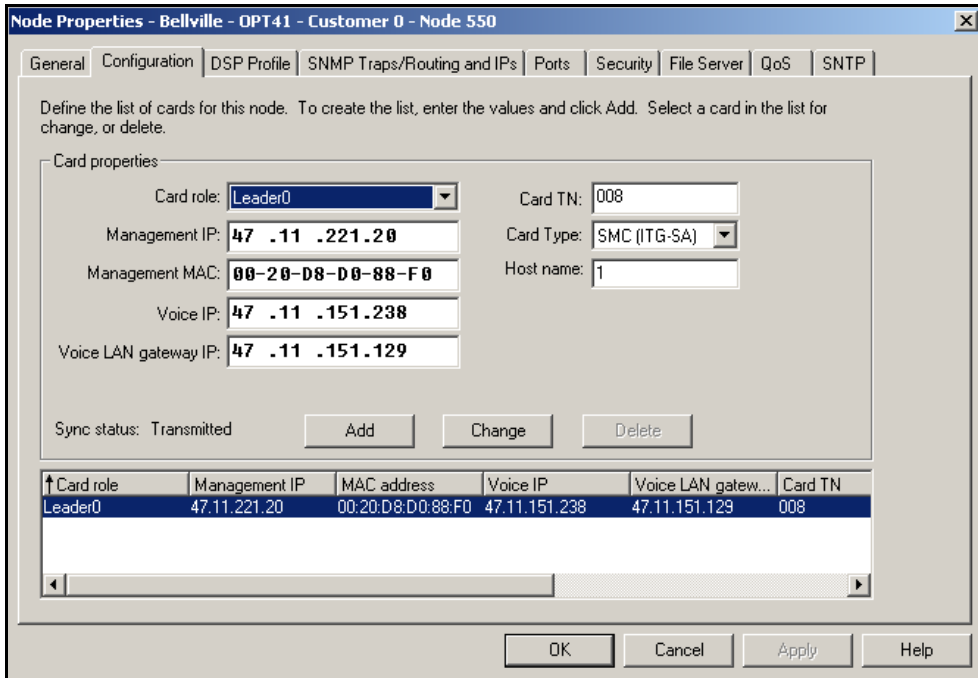 Node Properties - Bellville - OPT41 - Customer 0 - Node 550
General Configuration DSP Profile SNMP Traps/Routing and IPs Ports Security File Server QoS SNTP
Define the list of cards for this node. To create the list, enter the values and click Add. Select a card in the list for
change, or delete.
Card properties
Card role: Leader0 Card TN: 008
Management IP: 47 .11 .221.20 Card Type: SMC (ITG-SA)
Management MAC: 00-20-D8-D0-88-F0 Host name: 1
Voice IP: 47 .11 .151.238
Voice LAN gateway IP: 47 .11 .151.129
Sync status: Transmitted Add Change Delete
Card role Management IP MAC address Voice IP Voice LAN gatew... Card TN
Leader0 47.11.221.20 00:20:D8:D0:88:F0 47.11.151.238 47.11.151.129 008
OK Cancel Apply Help